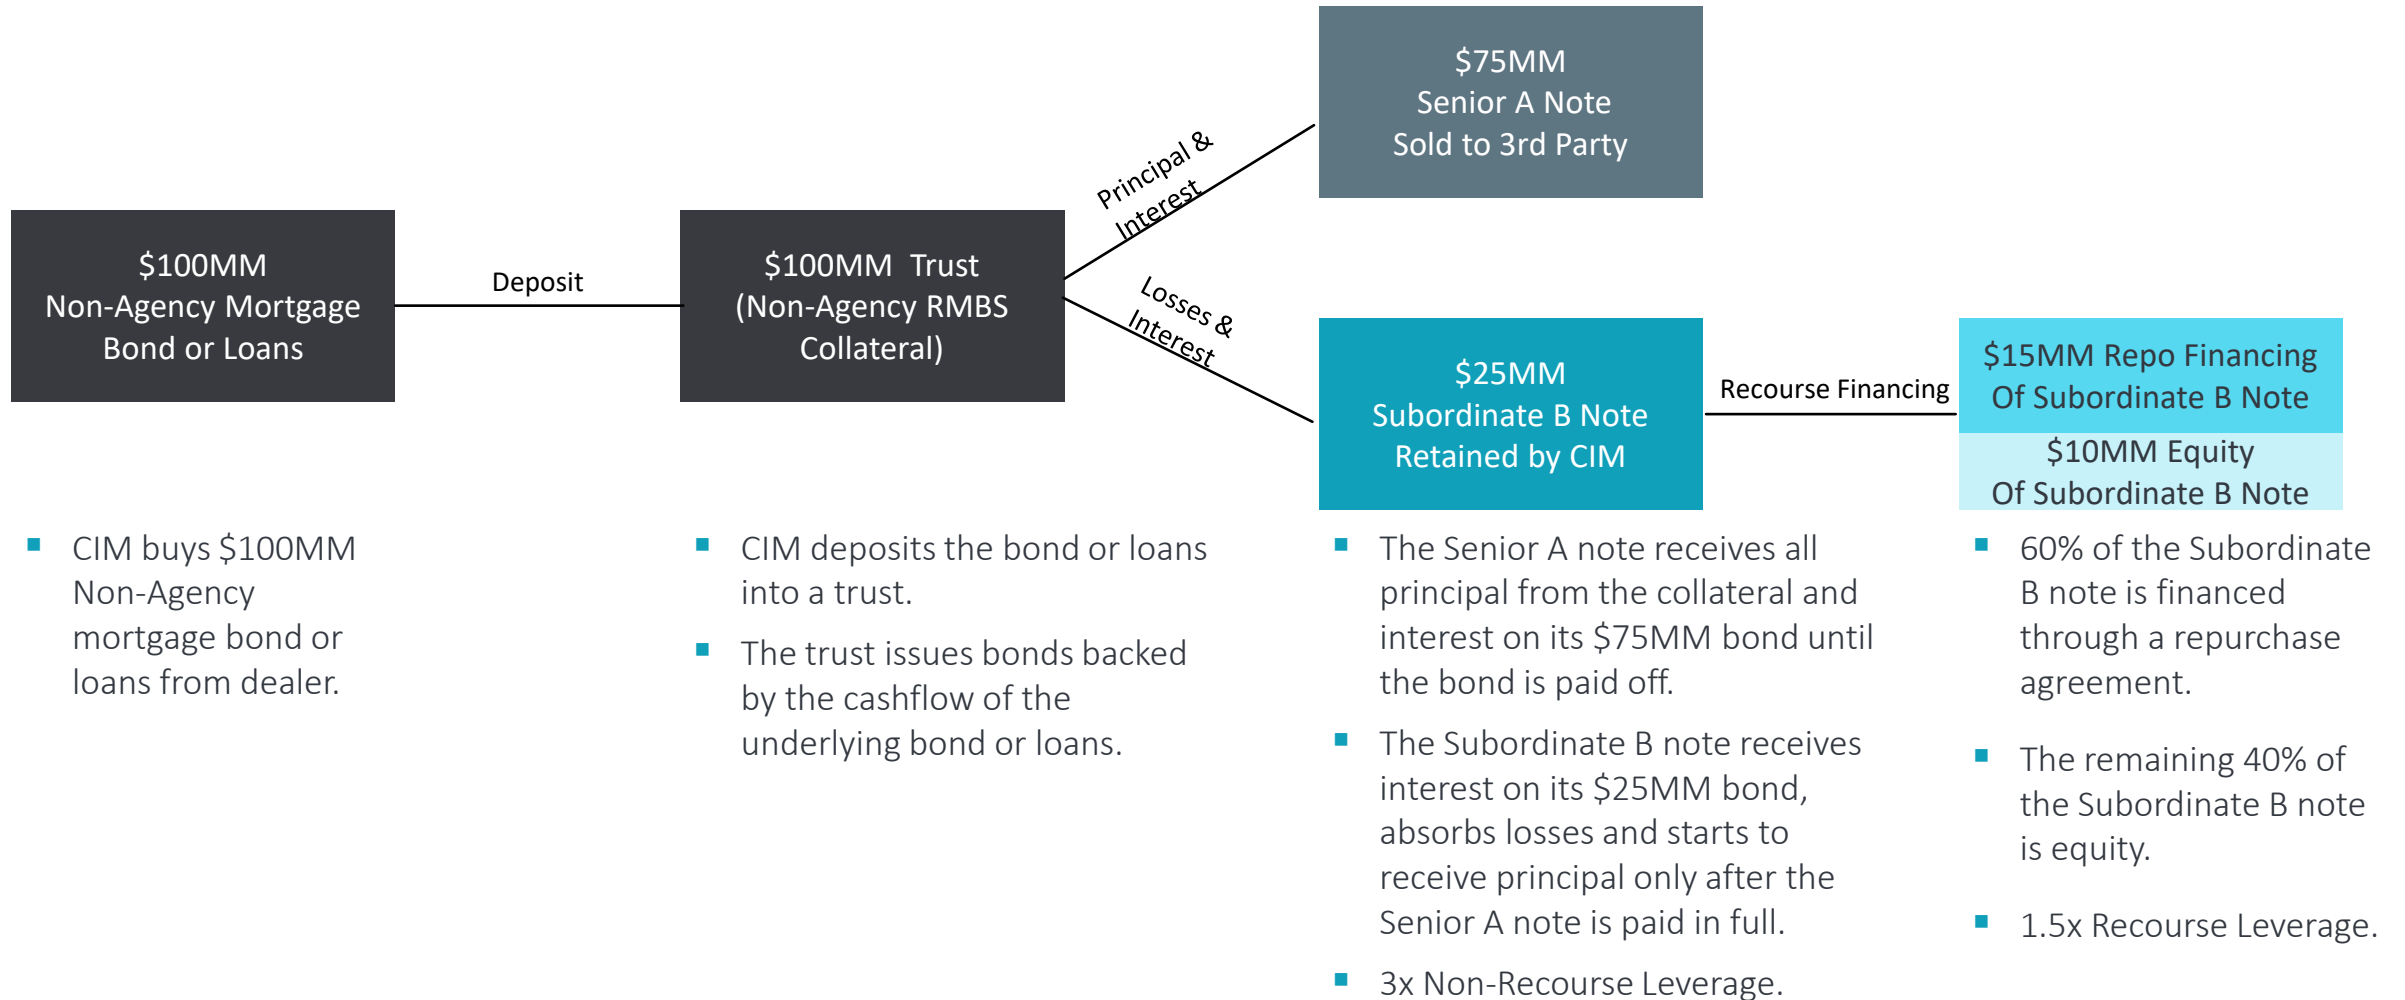 $75MM
Senior A Note
Sold to 3rd Party
Principal &
Interest
$100MM
Non-Agency Mortgage
Bond or Loans
Deposit
$100MM  Trust
(Non-Agency RMBS
Collateral)
Losses &
Interest
$25MM
Subordinate B Note
Retained by CIM
Recourse Financing
$15MM Repo Financing
Of Subordinate B Note
$10MM Equity
Of Subordinate B Note
▪ CIM buys $100MM
Non-Agency
mortgage bond or
loans from dealer.
▪ CIM deposits the bond or loans
into a trust.
▪ The trust issues bonds backed
by the cashflow of the
underlying bond or loans.
▪ The Senior A note receives all
principal from the collateral and
interest on its $75MM bond until
the bond is paid off.
▪ The Subordinate B note receives
interest on its $25MM bond,
absorbs losses and starts to
receive principal only after the
Senior A note is paid in full.
▪ 3x Non-Recourse Leverage.
▪ 60% of the Subordinate
B note is financed
through a repurchase
agreement.
▪ The remaining 40% of
the Subordinate B note
is equity.
▪ 1.5x Recourse Leverage.